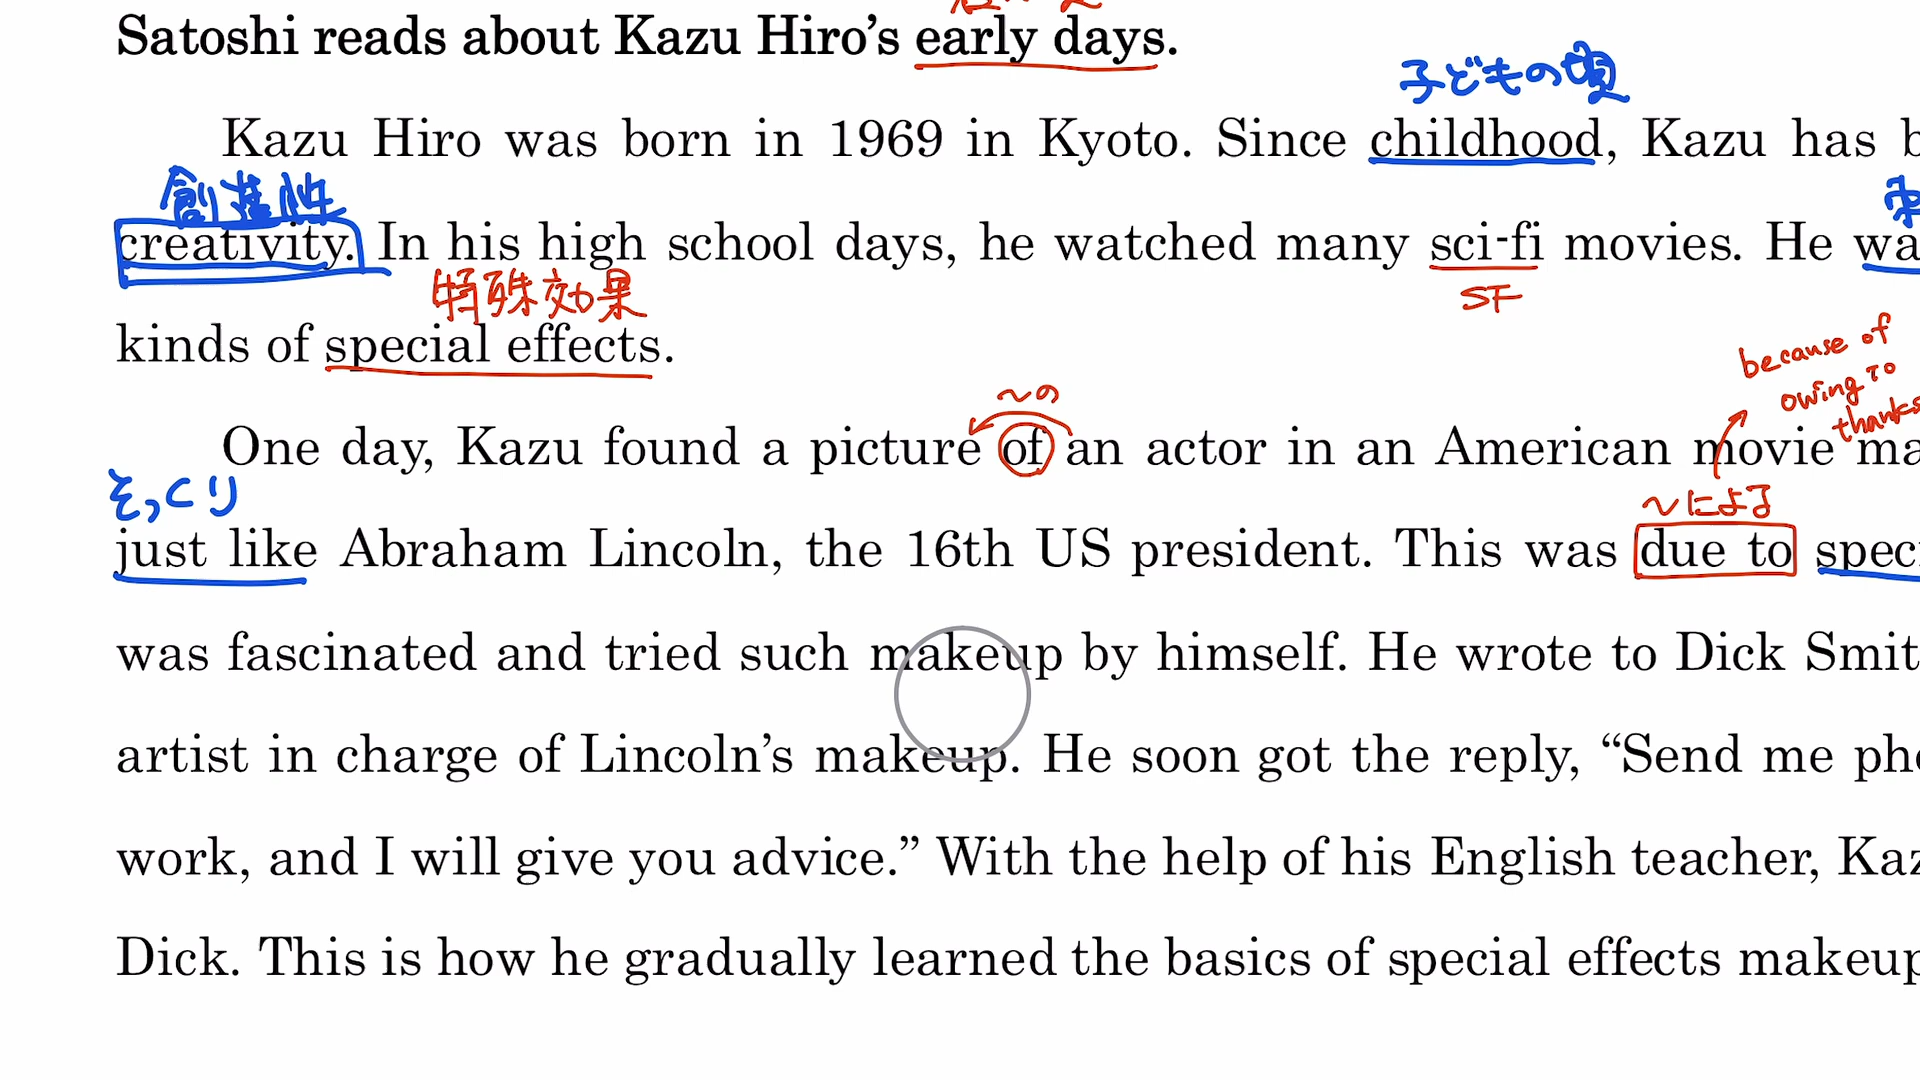 Satoshi reads about Kazu Hiro's early days.
子どもの頃
Kazu Hiro was born in 1969 in Kyoto. Since childhood, Kazu has
創造性
creativity. In his high school days, he watched many sci-fi movies. He
特殊効果
SF
kinds of special effects.
because of
owing to
thanks
〜の
One day, Kazu found a picture of an actor in an American movie
そっくり
〜による
just like Abraham Lincoln, the 16th US president. This was due to
was fascinated and tried such makeup by himself. He wrote to Dick
artist in charge of Lincoln's makeup. He soon got the reply, “Send me
work, and I will give you advice.” With the help of his English teacher,
Dick. This is how he gradually learned the basics of special effects makeup